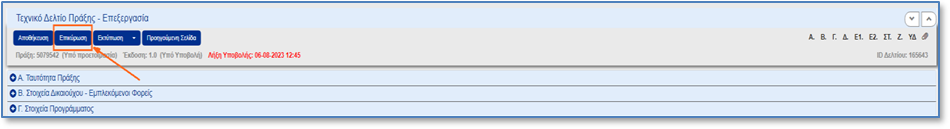 Τεχνικό Δελτίο Πράξης - Επεξεργασία
Αποθήκευση Επικύρωση Εκτύπωση Προηγούμενη Σελίδα Α. Β. Γ. Δ. Ε1. Ε2. ΣΤ. Ζ. ΥΔ
Πράξη: 5079542 (Υπό προετοιμασία) Έκδοση: 1.0 (Υπό Υποβολή) Λήξη Υποβολής: 06-08-2023 12:45 ID Δελτίου: 165643
Α. Ταυτότητα Πράξης
Β. Στοιχεία Δικαιούχου - Εμπλεκόμενοι Φορείς
Γ. Στοιχεία Προγράμματος